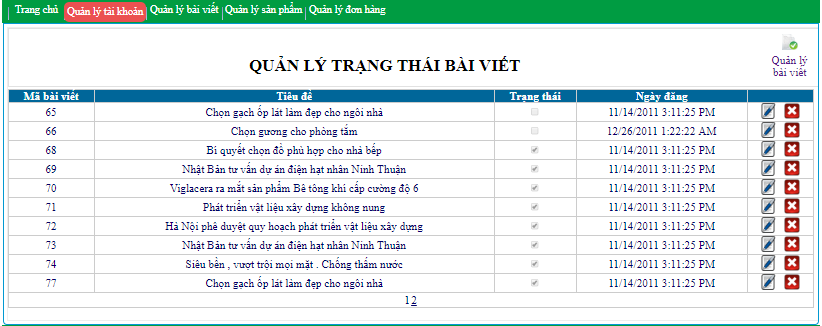 Trang chủ Quản lý tài khoản Quản lý bài viết Quản lý sản phẩm Quản lý đơn hàng
QUẢN LÝ TRẠNG THÁI BÀI VIẾT
Quản lý
bài viết
Mã bài viết Tiêu đề Trạng thái Ngày đăng
65 Chọn gạch ốp lát làm đẹp cho ngôi nhà 11/14/2011 3:11:25 PM
66 Chọn gương cho phòng tắm 12/26/2011 1:22:22 AM
68 Bí quyết chọn đồ phù hợp cho nhà bếp 11/14/2011 3:11:25 PM
69 Nhật Bản tư vấn dự án điện hạt nhân Ninh Thuận 11/14/2011 3:11:25 PM
70 Viglacera ra mắt sản phẩm Bê tông khí cấp cường độ 6 11/14/2011 3:11:25 PM
71 Phát triển vật liệu xây dựng không nung 11/14/2011 3:11:25 PM
72 Hà Nội phê duyệt quy hoạch phát triển vật liệu xây dựng 11/14/2011 3:11:25 PM
73 Nhật Bản tư vấn dự án điện hạt nhân Ninh Thuận 11/14/2011 3:11:25 PM
74 Siêu bền , vượt trội mọi mặt . Chống thấm nước 11/14/2011 3:11:25 PM
77 Chọn gạch ốp lát làm đẹp cho ngôi nhà 11/14/2011 3:11:25 PM
12